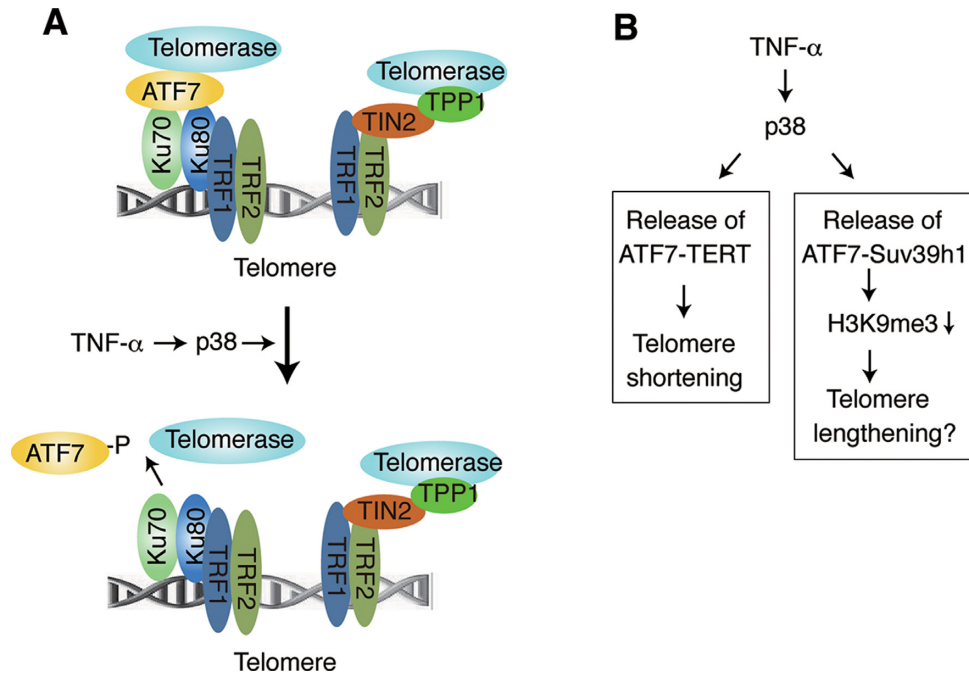 A
Telomerase
ATF7
Ku70
Ku80
TRF1
TRF2
Telomerase
TPP1
TIN2
TRF1
TRF2
Telomere
TNF-α → p38 →
ATF7 -P
Telomerase
Ku70
Ku80
TRF1
TRF2
Telomerase
TPP1
TIN2
TRF1
TRF2
Telomere
B
TNF-α
p38
Release of
ATF7-TERT
Telomere
shortening
Release of
ATF7-Suv39h1
H3K9me3↓
Telomere
lengthening?